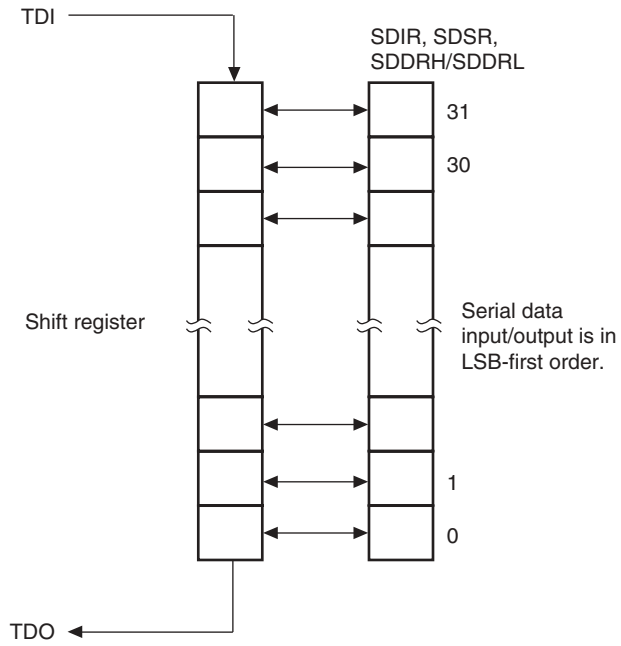 TDI
SDIR, SDSR,
SDDRH/SDDRL
31
30
Shift register
Serial data
input/output is in
LSB-first order.
1
0
TDO